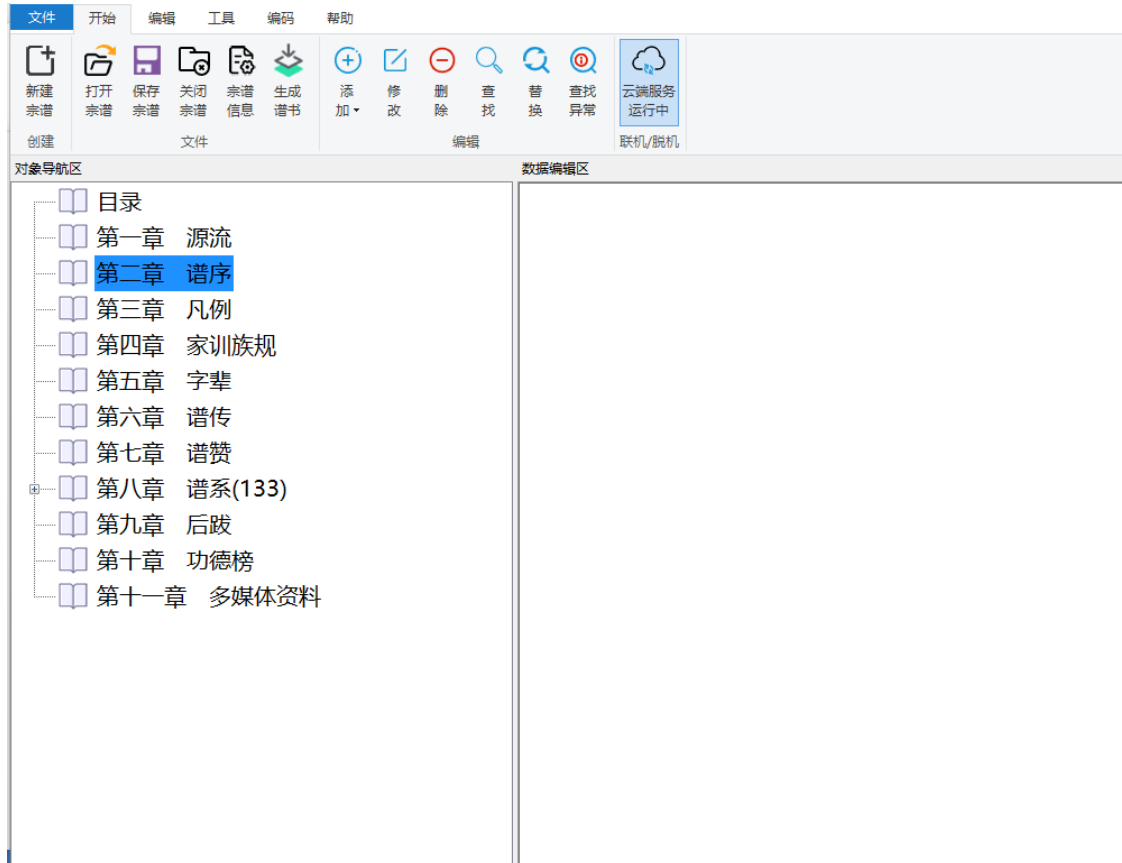 文件 开始 编辑 工具 编码 帮助
新建宗谱 打开宗谱 保存宗谱 关闭宗谱 宗谱信息 生成谱书 添加 修改 删除 查找 替换 查找异常 云端服务运行中
创建 文件 编辑 联机/脱机
对象导航区 数据编辑区
目录
第一章 源流
第二章 谱序
第三章 凡例
第四章 家训族规
第五章 字辈
第六章 谱传
第七章 谱赞
第八章 谱系(133)
第九章 后跋
第十章 功德榜
第十一章 多媒体资料